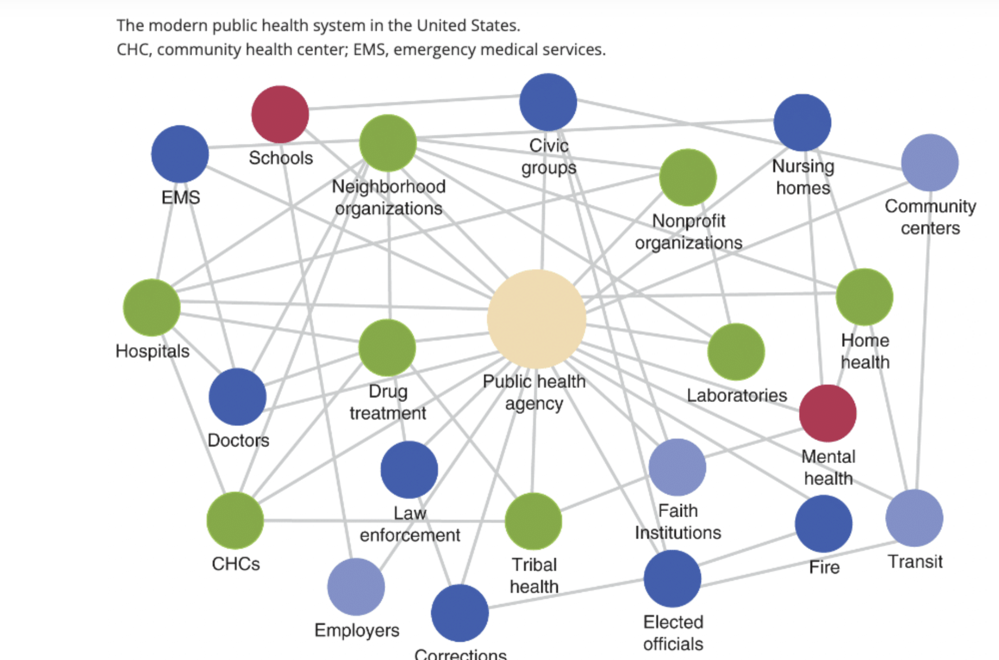 The modern public health system in the United States.
CHC, community health center; EMS, emergency medical services.
Schools
EMS
Neighborhood
organizations
Civic
groups
Nursing
homes
Community
centers
Nonprofit
organizations
Hospitals
Public health
agency
Home
health
Laboratories
Drug
treatment
Doctors
Mental
health
Law
enforcement
Faith
Institutions
CHCs
Tribal
health
Fire
Transit
Employers
Elected
officials
Corrections